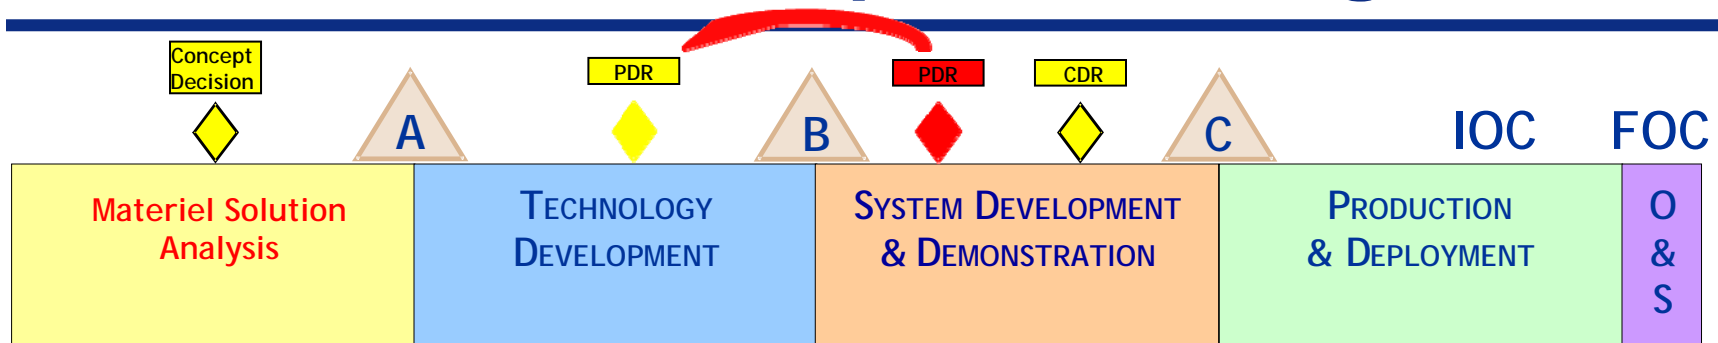 Concept
Decision
PDR
PDR
CDR
A
B
C
IOC
FOC
Materiel Solution
Analysis
TECHNOLOGY
DEVELOPMENT
SYSTEM DEVELOPMENT
& DEMONSTRATION
PRODUCTION
& DEPLOYMENT
O
&
S